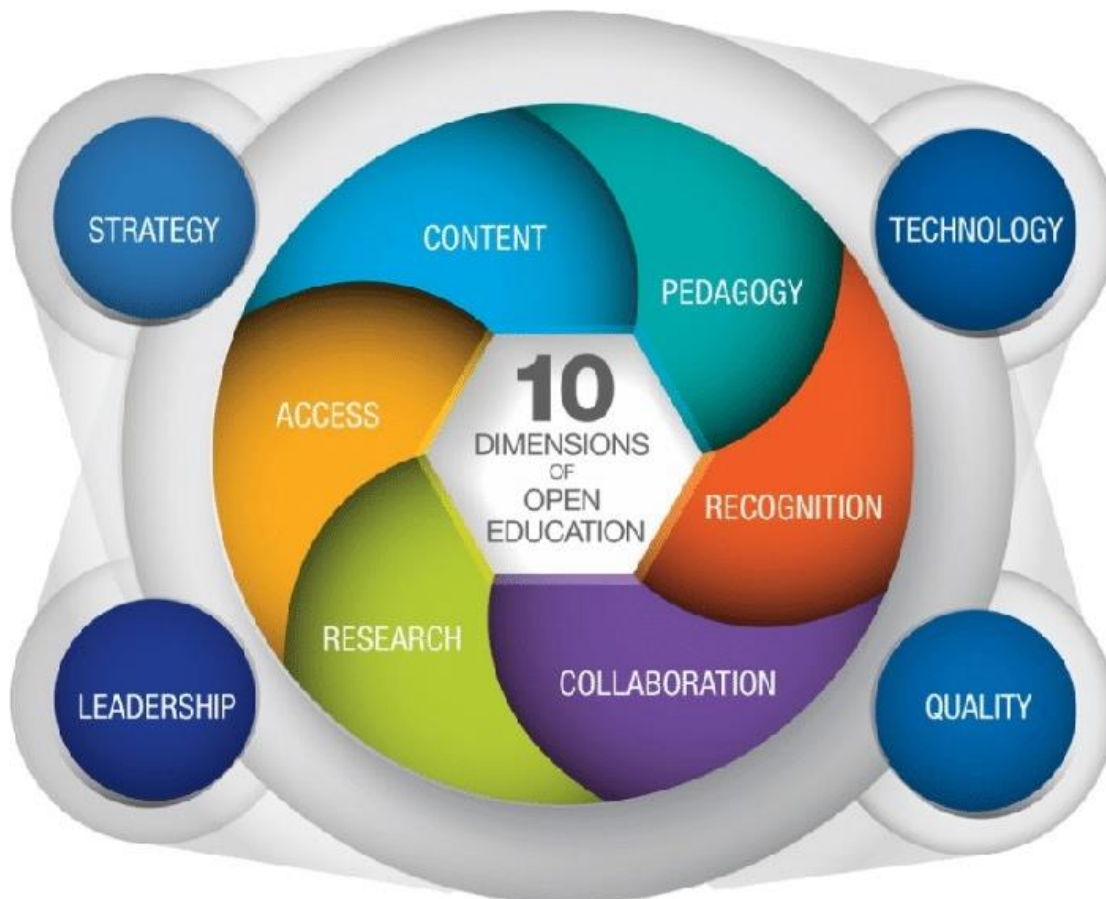 STRATEGY
TECHNOLOGY
CONTENT
PEDAGOGY
ACCESS
10
DIMENSIONS
OF
OPEN
EDUCATION
RECOGNITION
RESEARCH
COLLABORATION
LEADERSHIP
QUALITY